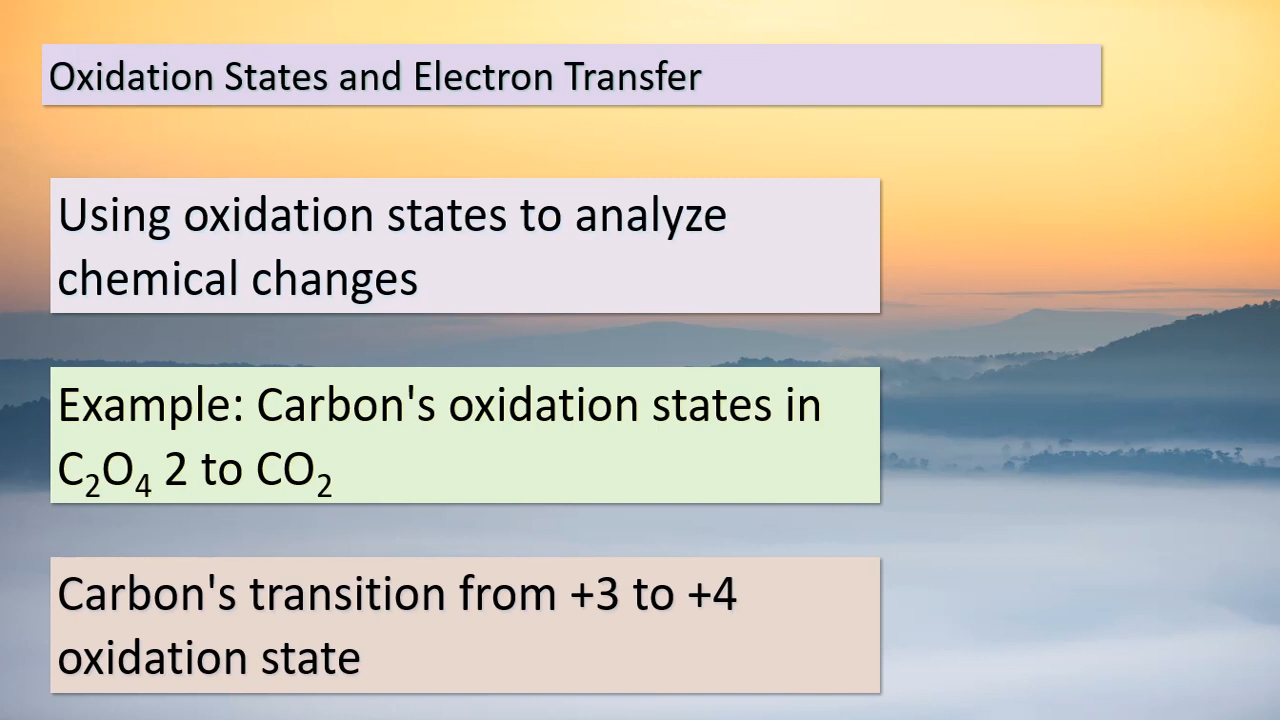 Oxidation States and Electron Transfer
Using oxidation states to analyze
chemical changes
Example: Carbon's oxidation states in
C₂O₄ 2 to CO₂
Carbon's transition from +3 to +4
oxidation state